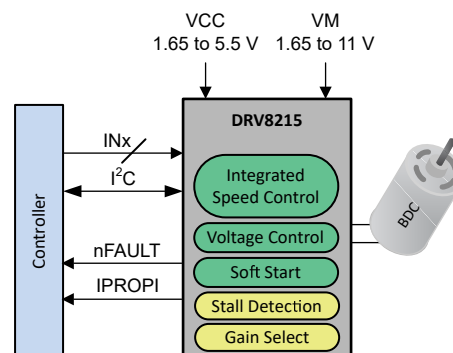 VCC
1.65 to 5.5 V
VM
1.65 to 11 V
DRV8215
Controller
INx
I²C
nFAULT
IPROPI
Integrated
Speed Control
Voltage Control
Soft Start
Stall Detection
Gain Select
BDC